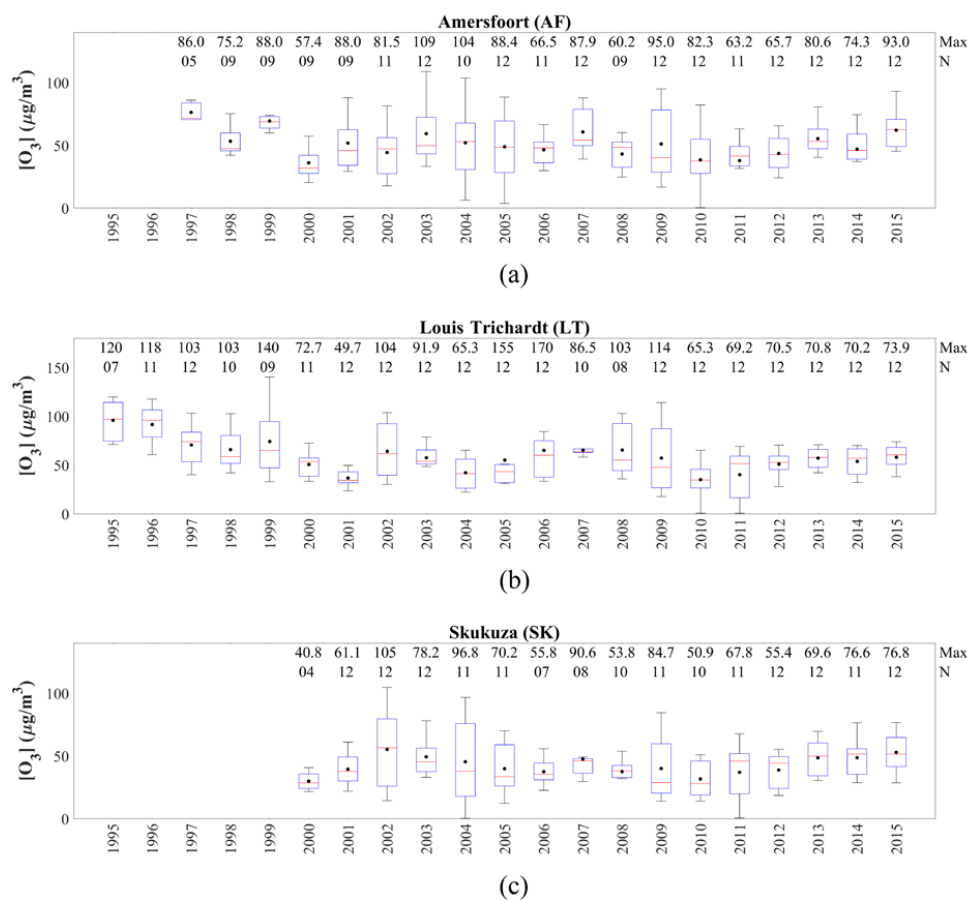 Amersfoort (AF)
86.0 75.2 88.0 57.4 88.0 81.5 109 104 88.4 66.5 87.9 60.2 95.0 82.3 63.2 65.7 80.6 74.3 93.0 Max
05 09 09 09 09 11 12 10 12 11 12 09 12 12 11 12 12 12 12 N
100
50
0
[O3] (μg/m³)
1995 1996 1997 1998 1999 2000 2001 2002 2003 2004 2005 2006 2007 2008 2009 2010 2011 2012 2013 2014 2015
(a)
Louis Trichardt (LT)
120 118 103 103 140 72.7 49.7 104 91.9 65.3 155 170 86.5 103 114 65.3 69.2 70.5 70.8 70.2 73.9 Max
07 11 12 10 09 11 12 12 12 12 12 12 10 08 12 12 12 12 12 12 12 N
150
100
50
0
[O3] (μg/m³)
1995 1996 1997 1998 1999 2000 2001 2002 2003 2004 2005 2006 2007 2008 2009 2010 2011 2012 2013 2014 2015
(b)
Skukuza (SK)
40.8 61.1 105 78.2 96.8 70.2 55.8 90.6 53.8 84.7 50.9 67.8 55.4 69.6 76.6 76.8 Max
04 12 12 12 11 11 07 08 10 11 10 11 12 12 11 12 N
100
50
0
[O3] (μg/m³)
1995 1996 1997 1998 1999 2000 2001 2002 2003 2004 2005 2006 2007 2008 2009 2010 2011 2012 2013 2014 2015
(c)